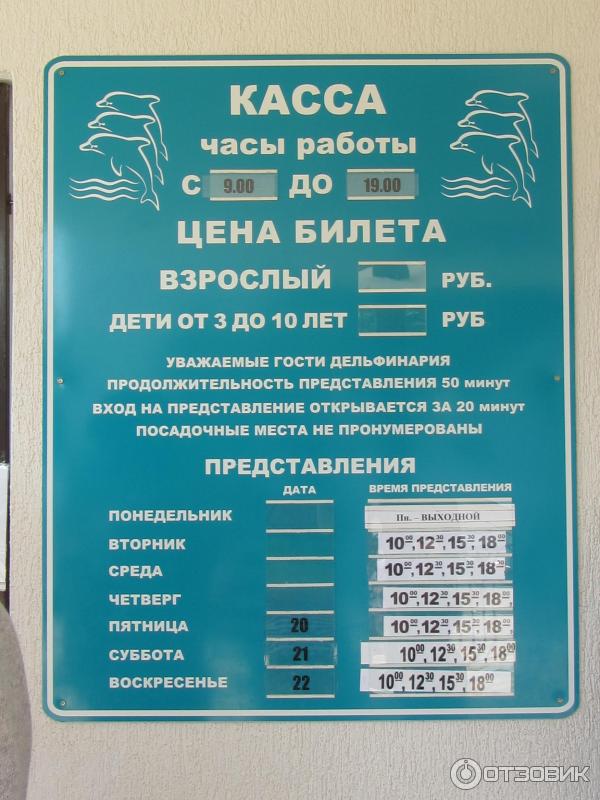 КАССА
часы работы
С 9.00 ДО 19.00
ЦЕНА БИЛЕТА
ВЗРОСЛЫЙ РУБ.
ДЕТИ ОТ 3 ДО 10 ЛЕТ РУБ
УВАЖАЕМЫЕ ГОСТИ ДЕЛЬФИНАРИЯ
ПРОДОЛЖИТЕЛЬНОСТЬ ПРЕДСТАВЛЕНИЯ 50 минут
ВХОД НА ПРЕДСТАВЛЕНИЕ ОТКРЫВАЕТСЯ ЗА 20 минут
ПОСАДОЧНЫЕ МЕСТА НЕ ПРОНУМЕРОВАНЫ
ПРЕДСТАВЛЕНИЯ
ДАТА ВРЕМЯ ПРЕДСТАВЛЕНИЯ
ПОНЕДЕЛЬНИК Пн. – ВЫХОДНОЙ
ВТОРНИК 10⁰⁰, 12³⁰, 15³⁰, 18⁰⁰
СРЕДА 10⁰⁰, 12³⁰, 15³⁰, 18⁰⁰
ЧЕТВЕРГ 10⁰⁰, 12³⁰, 15³⁰, 18⁰⁰,
ПЯТНИЦА 20 10⁰⁰, 12³⁰, 15³⁰, 18⁰⁰,
СУББОТА 21 10⁰⁰, 12³⁰, 15³⁰, 18⁰⁰
ВОСКРЕСЕНЬЕ 22 10⁰⁰, 12³⁰, 15³⁰, 18⁰⁰
ОТЗОВИК